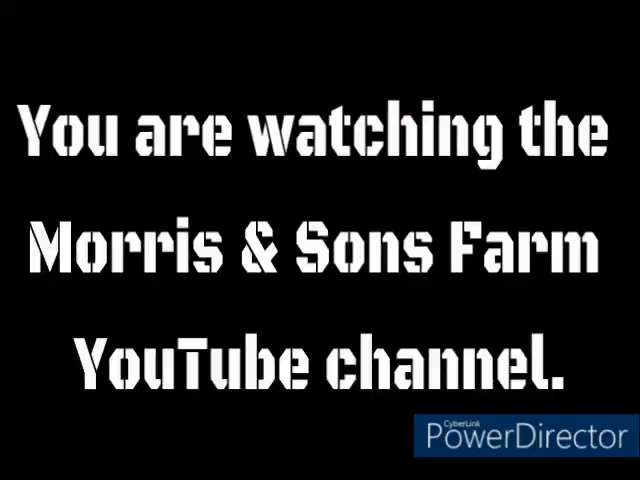 You are watching the
Morris & Sons Farm
YouTube channel.
CyberLink
PowerDirector